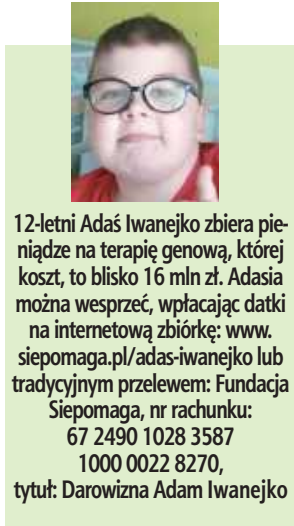 12-letni Adaś Iwanejko zbiera pie-
niądze na terapię genową, której
koszt, to blisko 16 mln zł. Adasia
można wesprzeć, wpłacając datki
na internetową zbiórkę: www.
siepomaga.pl/adas-iwanejko lub
tradycyjnym przelewem: Fundacja
Siepomaga, nr rachunku:
67 2490 1028 3587
1000 0022 8270,
tytuł: Darowizna Adam Iwanejko